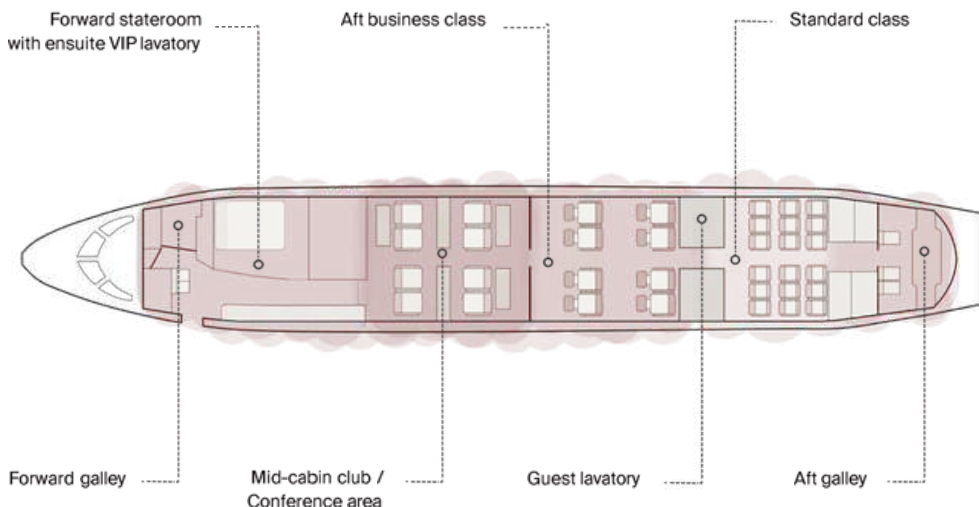 Forward stateroom
with ensuite VIP lavatory
Aft business class
Standard class
Forward galley
Mid-cabin club /
Conference area
Guest lavatory
Aft galley